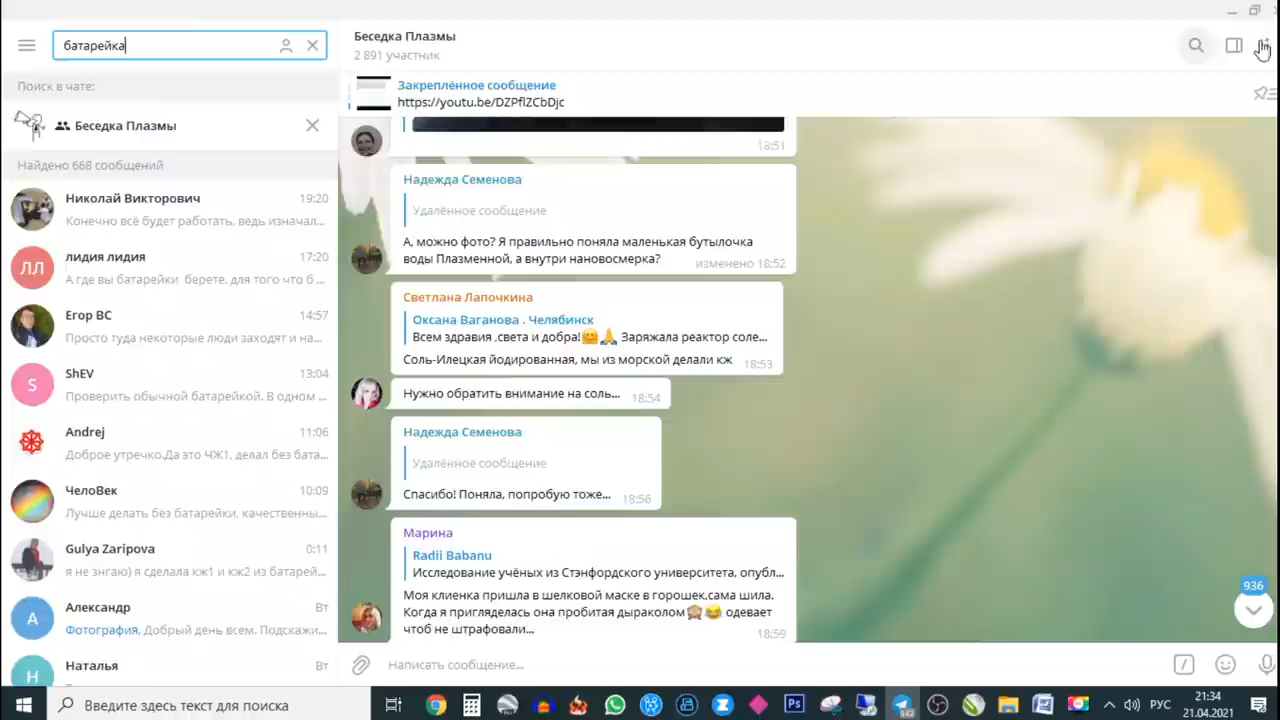 батарейка
Поиск в чате:
Беседка Плазмы
Найдено 668 сообщений
Николай Викторович 19:20
Конечно всё будет работать, ведь изначал...
ЛЛ
лидия лидия 17:20
А где вы батарейки берете, для того что б ...
Егор ВС 14:57
Просто туда некоторые люди заходят и на...
S
ShEV 13:04
Проверить обычной батарейкой. В одном ...
Andrej 11:06
Доброе утречко.Да это ЧЖ1, делал без бата...
ЧелоВек 10:09
Лучше делать без батарейки, качественны...
Gulya Zaripova 0:11
я не знгаю) я сделала кж1 и кж2 из батарей...
А
Александр Вт
Фотография, Добрый день всем. Подскажи...
Н
Наталья Вт
Беседка Плазмы
2 891 участник
Закреплённое сообщение
https://youtu.be/DZPflZCbDjc
18:51
Надежда Семенова
Удалённое сообщение
А, можно фото? Я правильно поняла маленькая бутылочка
воды Плазменной, а внутри нановосмерка?
изменено 18:52
Светлана Лапочкина
Оксана Ваганова . Челябинск
Всем здравия .света и добра!🤗🙏 Заряжала реактор соле...
Соль-Илецкая йодированная, мы из морской делали кж
18:53
Нужно обратить внимание на соль... 18:54
Надежда Семенова
Удалённое сообщение
Спасибо! Поняла, попробую тоже... 18:56
Марина
Radii Babanu
Исследование учёных из Стэнфордского университета, опубл...
Моя клиенка пришла в шелковой маске в горошек,сама шила.
Когда я пригляделась она пробитая дыраколом🙈😂 одевает
чтоб не штрафовали...
18:59
936
Написать сообщение...
Введите здесь текст для поиска
Ps
942
РУС
21:34
21.04.2021